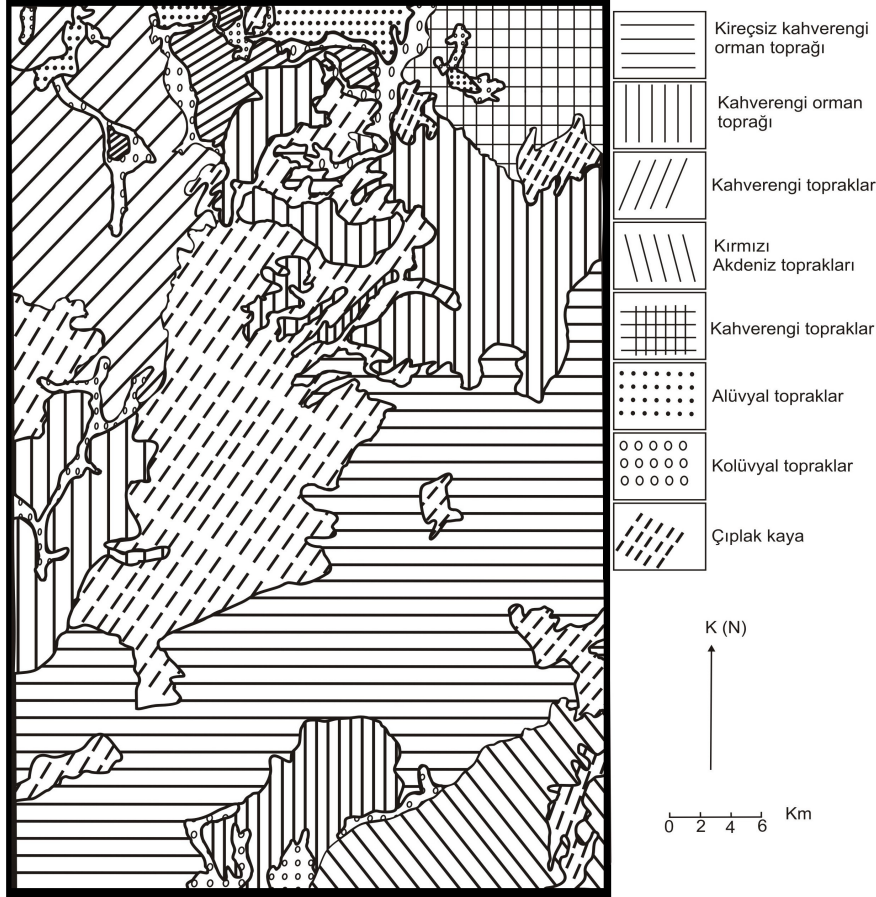 Kireçsiz kahverengi
orman toprağı
Kahverengi orman
toprağı
Kahverengi topraklar
Kırmızı
Akdeniz toprakları
Kahverengi topraklar
Alüvyal topraklar
Kolüvyal topraklar
Çıplak kaya
K (N)
Km
0 2 4 6